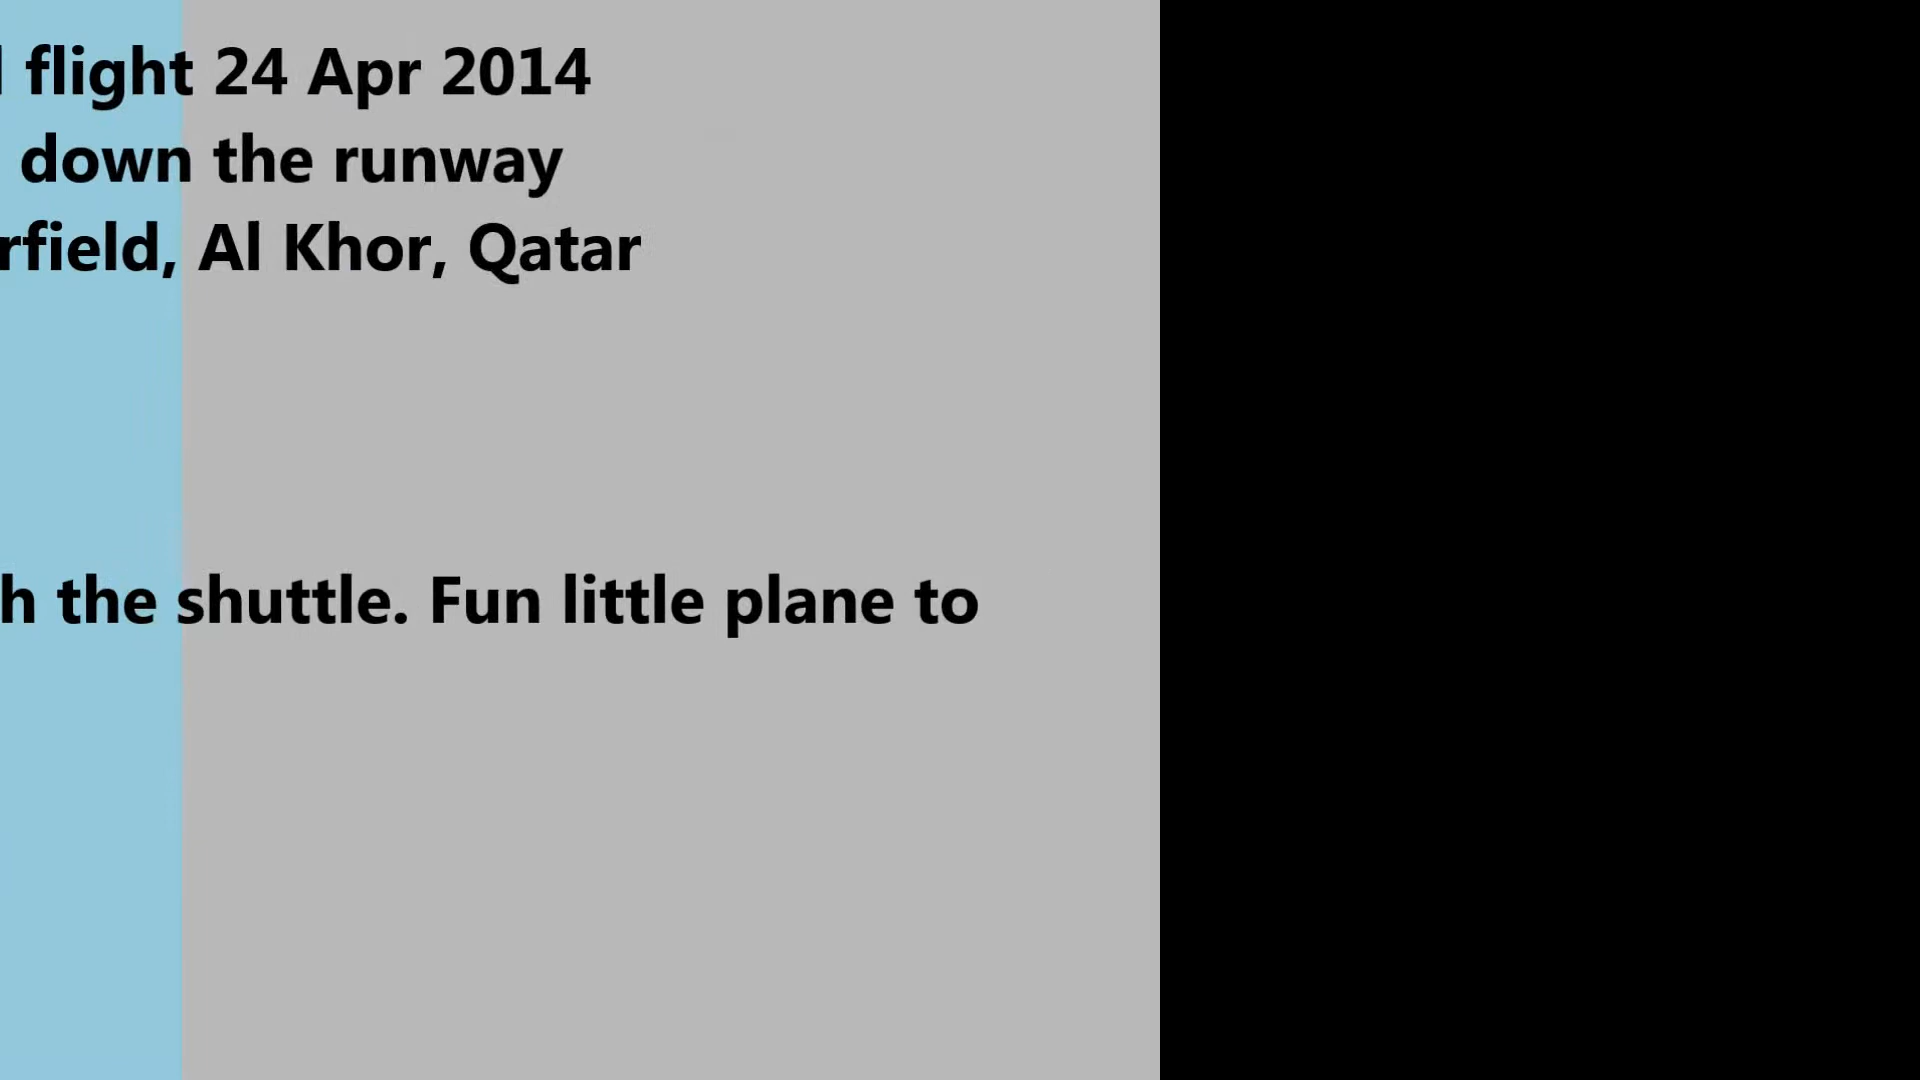 flight 24 Apr 2014
down the runway
rfield, Al Khor, Qatar
h the shuttle. Fun little plane to